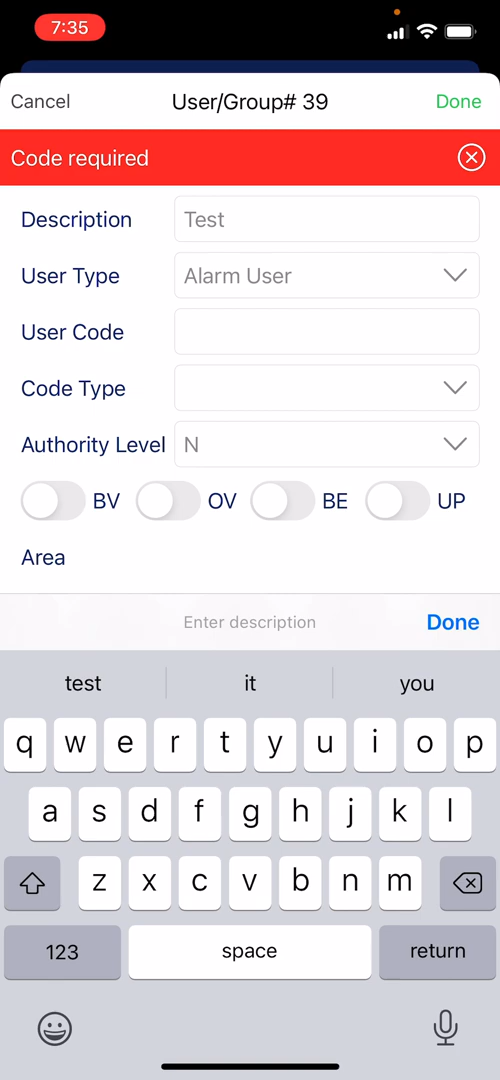 7:35
Cancel User/Group# 39 Done
Code required
Description Test
User Type Alarm User
User Code
Code Type
Authority Level N
BV OV BE UP
Area
Enter description Done
test it you
q w e r t y u i o p
a s d f g h j k l
z x c v b n m
123 space return